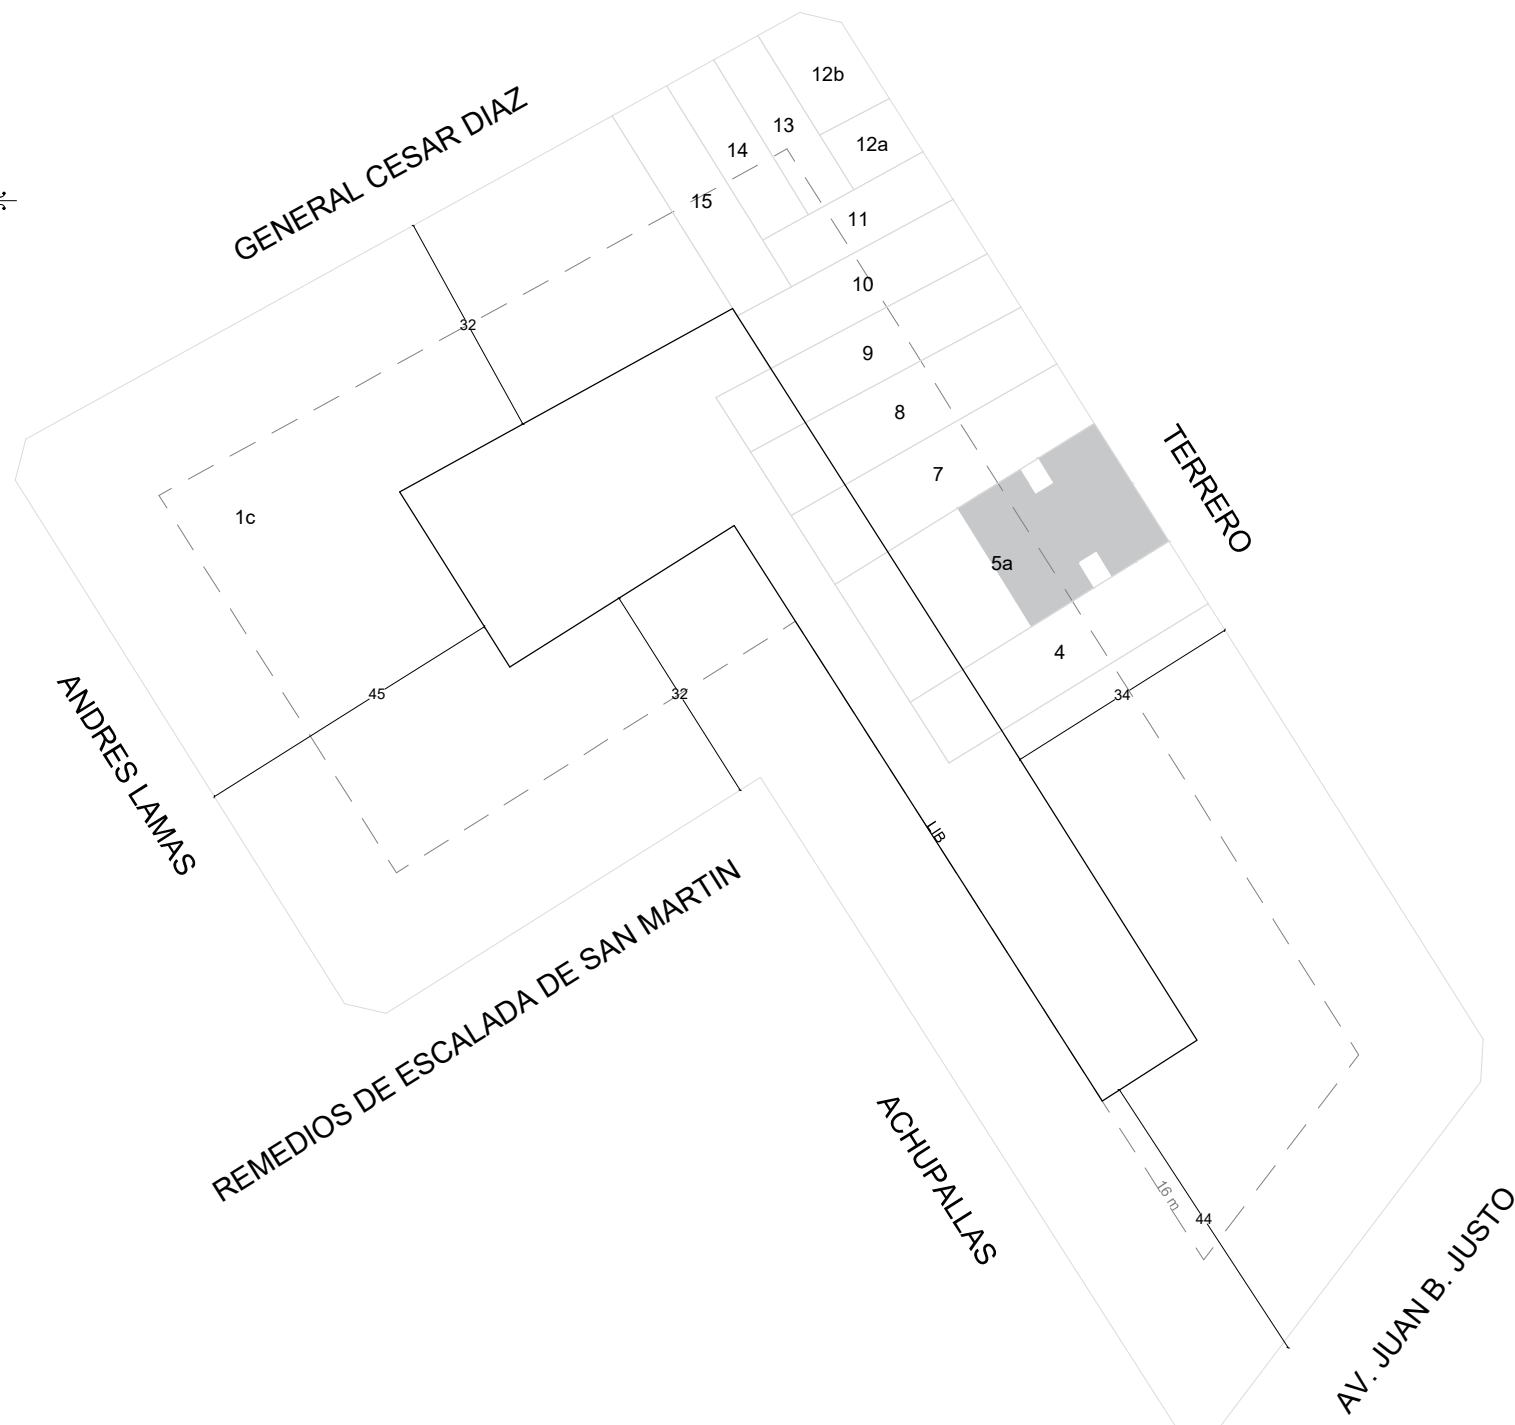 12b
GENERAL CESAR DIAZ
13
12a
14
15
11
10
32
9
8
TERRERO
7
1c
5a
4
45
32
34
ANDRES LAMAS
LIB
REMEDIOS DE ESCALADA DE SAN MARTIN
ACHUPALLAS
16 m
44
AV. JUAN B. JUSTO